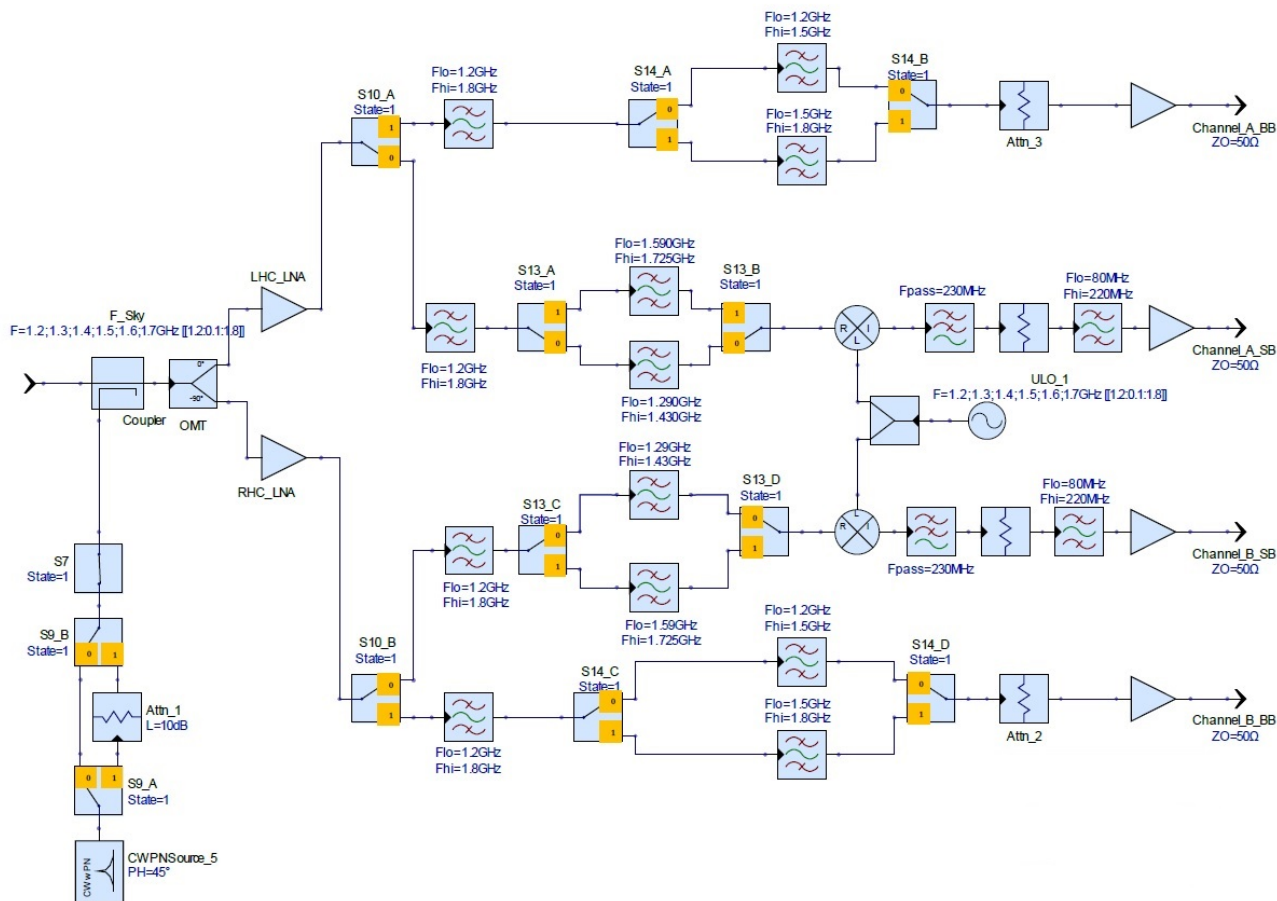 Flo=1.2GHz
Fhi=1.5GHz
S14_B
State=1
0
1
Flo=1.2GHz
Fhi=1.8GHz
S14_A
State=1
0
1
S10_A
State=1
1
0
Flo=1.5GHz
Fhi=1.8GHz
Attn_3
Channel_A_BB
ZO=50Ω
LHC_LNA
F_Sky
F=1.2;1.3;1.4;1.5;1.6;1.7GHz [[1.2:0.1:1.8]]
Coupler
0°
-90°
OMT
RHC_LNA
Flo=1.2GHz
Fhi=1.8GHz
S13_A
State=1
1
0
Flo=1.590GHz
Fhi=1.725GHz
Flo=1.290GHz
Fhi=1.430GHz
S13_B
State=1
1
0
R
I
L
Fpass=230MHz
Flo=80MHz
Fhi=220MHz
Channel_A_SB
ZO=50Ω
ULO_1
F=1.2;1.3;1.4;1.5;1.6;1.7GHz [[1.2:0.1:1.8]]
Flo=1.29GHz
Fhi=1.43GHz
S13_C
State=1
0
1
S13_D
State=1
0
1
L
R
I
Fpass=230MHz
Flo=80MHz
Fhi=220MHz
Channel_B_SB
ZO=50Ω
Flo=1.2GHz
Fhi=1.8GHz
Flo=1.59GHz
Fhi=1.725GHz
S10_B
State=1
0
1
Flo=1.2GHz
Fhi=1.8GHz
S14_C
State=1
0
1
Flo=1.2GHz
Fhi=1.5GHz
Flo=1.5GHz
Fhi=1.8GHz
S14_D
State=1
0
1
Attn_2
Channel_B_BB
ZO=50Ω
S7
State=1
S9_B
State=1
0
1
Attn_1
L=10dB
0
1
S9_A
State=1
CWwPN
CWPNSource_5
PH=45°